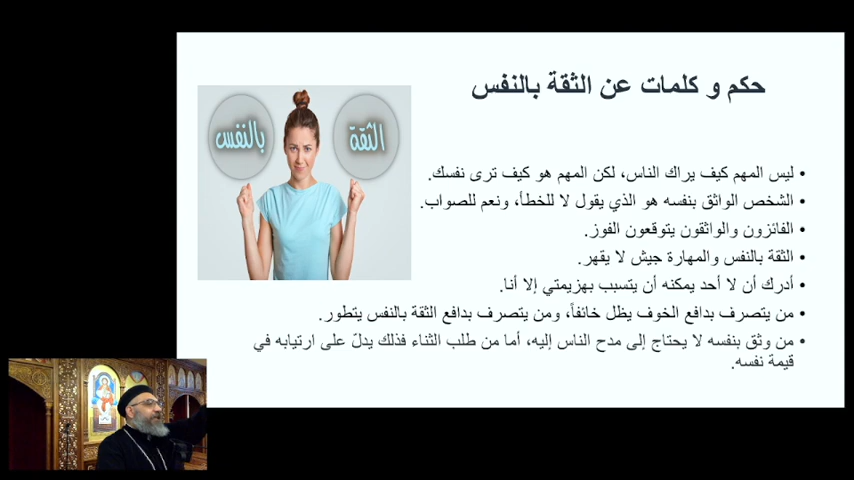 حكم و كلمات عن الثقة بالنفس
الثقة
بالنفس
• ليس المهم كيف يراك الناس، لكن المهم هو كيف ترى نفسك.
• الشخص الواثق بنفسه هو الذي يقول لا للخطأ، ونعم للصواب.
• الفائزون والواثقون يتوقعون الفوز.
• الثقة بالنفس والمهارة جيش لا يقهر.
• أدرك أن لا أحد يمكنه أن يتسبب بهزيمتي إلا أنا.
• من يتصرف بدافع الخوف يظل خائفاً، ومن يتصرف بدافع الثقة بالنفس يتطور.
• من وثق بنفسه لا يحتاج إلى مدح الناس إليه، أما من طلب الثناء فذلك يدلّ على ارتيابه في
قيمة نفسه.